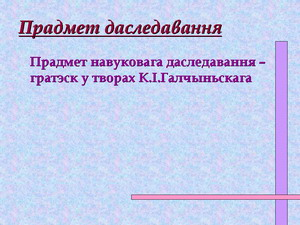 Прадмет даследавання
Прадмет навуковага даследавання –
гратэск у творах К.І.Галчыньскага